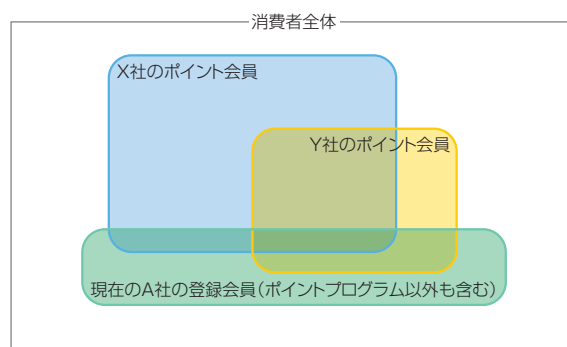 消費者全体
X社のポイント会員
Y社のポイント会員
現在のA社の登録会員（ポイントプログラム以外も含む）